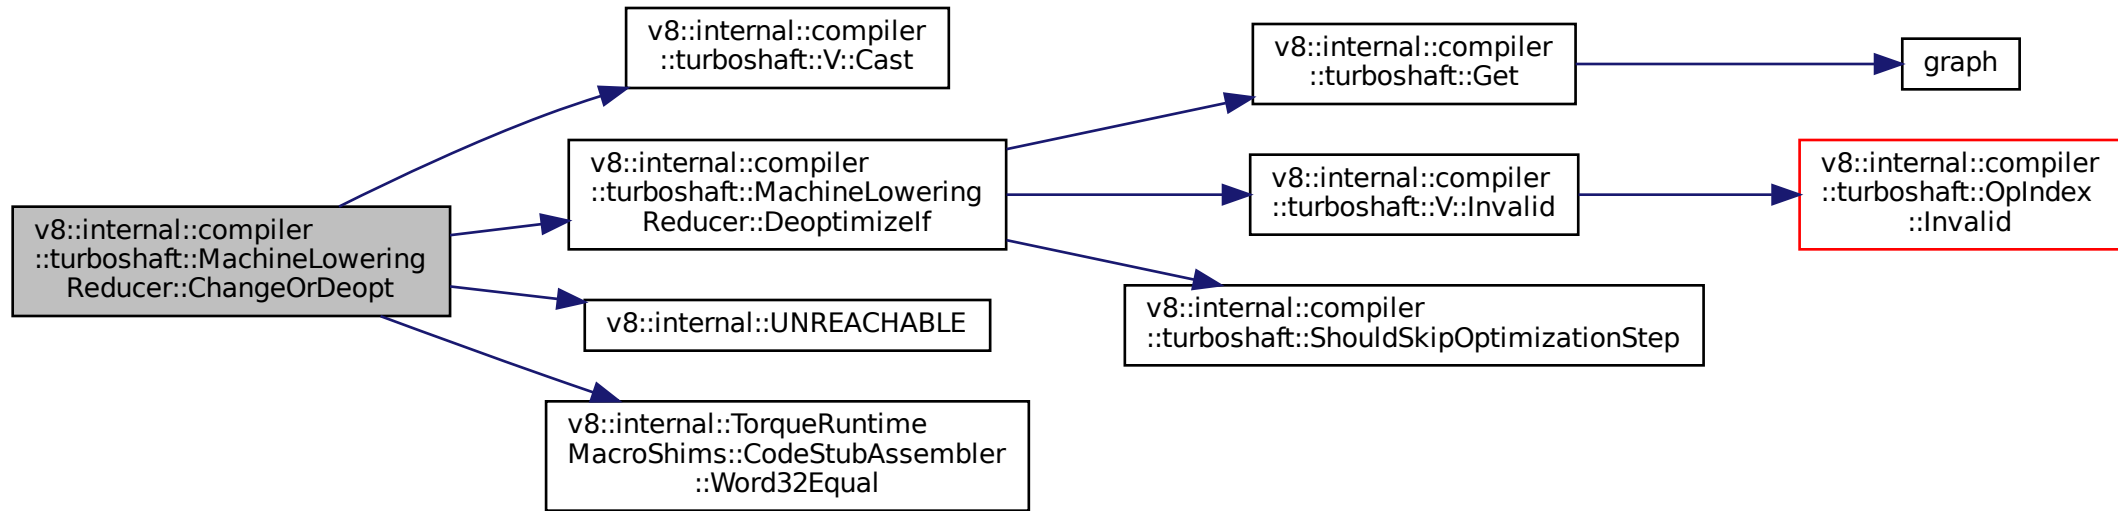 v8::internal::compiler
::turboshaft::MachineLowering
Reducer::ChangeOrDeopt
v8::internal::compiler
::turboshaft::V::Cast
v8::internal::compiler
::turboshaft::MachineLowering
Reducer::DeoptimizeIf
v8::internal::UNREACHABLE
v8::internal::TorqueRuntime
MacroShims::CodeStubAssembler
::Word32Equal
v8::internal::compiler
::turboshaft::Get
v8::internal::compiler
::turboshaft::V::Invalid
v8::internal::compiler
::turboshaft::ShouldSkipOptimizationStep
graph
v8::internal::compiler
::turboshaft::OpIndex
::Invalid